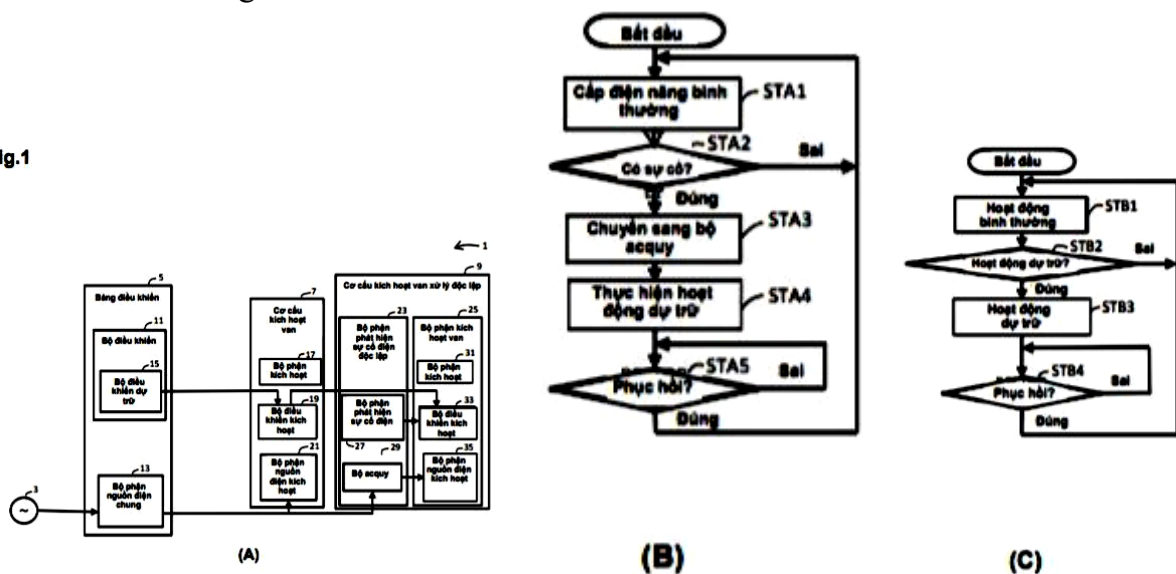 lg.1
1
5
Bảng điều khiển
11
Bộ điều khiển
15
Bộ điều
khiển dự
trữ
13
Bộ phận
nguồn điện
chung
3
~
7
Cơ cấu
kích hoạt
van
17
Bộ phận
kích hoạt
19
Bộ điều
khiển kích
hoạt
21
Bộ phận
nguồn
điện kích
hoạt
9
Cơ cấu kích hoạt van xử lý độc lập
23
Bộ phận
phát hiện
sự cố điện
độc lập
Bộ phận
phát hiện
sự cố điện
27
29
Bộ acquy
25
Bộ phận kích
hoạt van
31
Bộ phận
kích hoạt
33
Bộ điều
khiển kích
hoạt
35
Bộ phận
nguồn điện
kích hoạt
(A)
Bắt đầu
Cấp điện năng bình
thường
STA1
STA2
Có sự cố?
Sai
Đúng
Chuyển sang bộ
acquy
STA3
Thực hiện hoạt
động dự trữ
STA4
STA5
Phục hồi?
Sai
Đúng
(B)
Bắt đầu
Hoạt động
bình thường
STB1
STB2
Hoạt động dự trữ?
Sai
Đúng
Hoạt động
dự trữ
STB3
STB4
Phục hồi?
Sai
Đúng
(C)